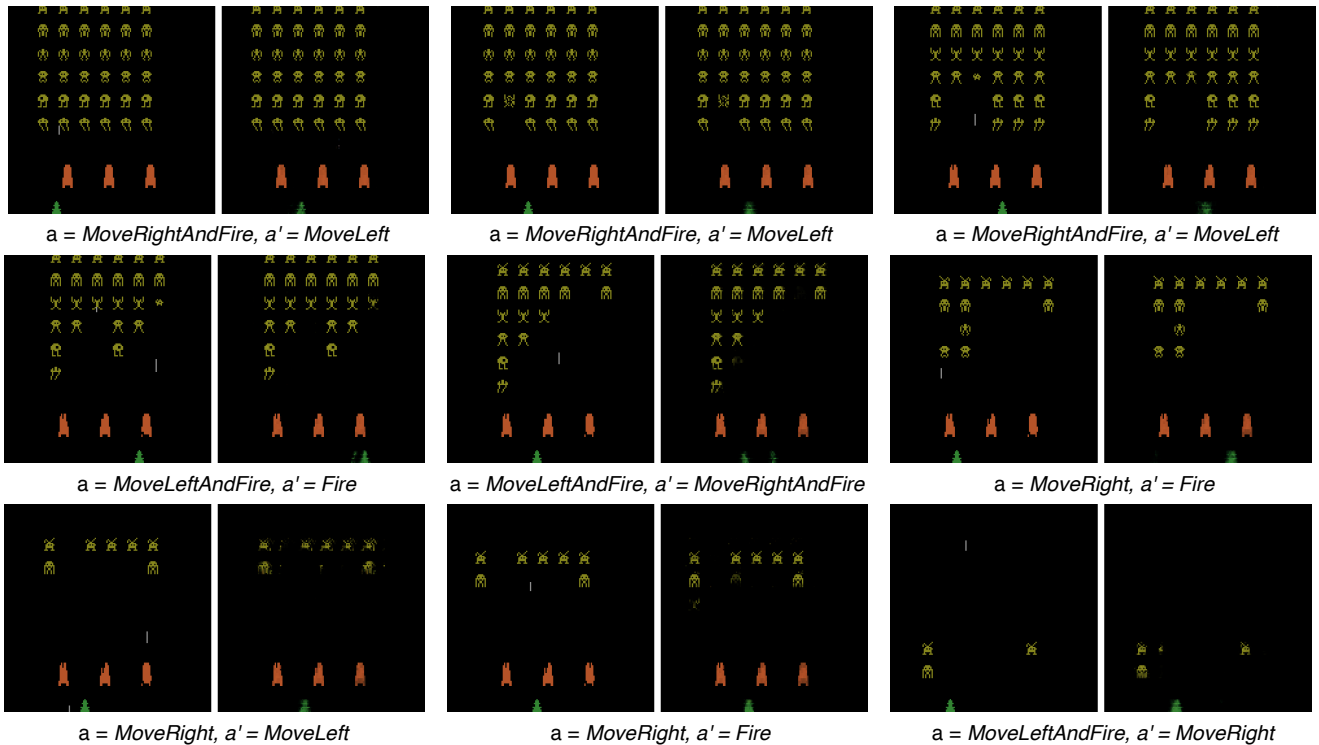 a = MoveRightAndFire, a' = MoveLeft
a = MoveRightAndFire, a' = MoveLeft
a = MoveRightAndFire, a' = MoveLeft
a = MoveLeftAndFire, a' = Fire
a = MoveLeftAndFire, a' = MoveRightAndFire
a = MoveRight, a' = Fire
a = MoveRight, a' = MoveLeft
a = MoveRight, a' = Fire
a = MoveLeftAndFire, a' = MoveRight